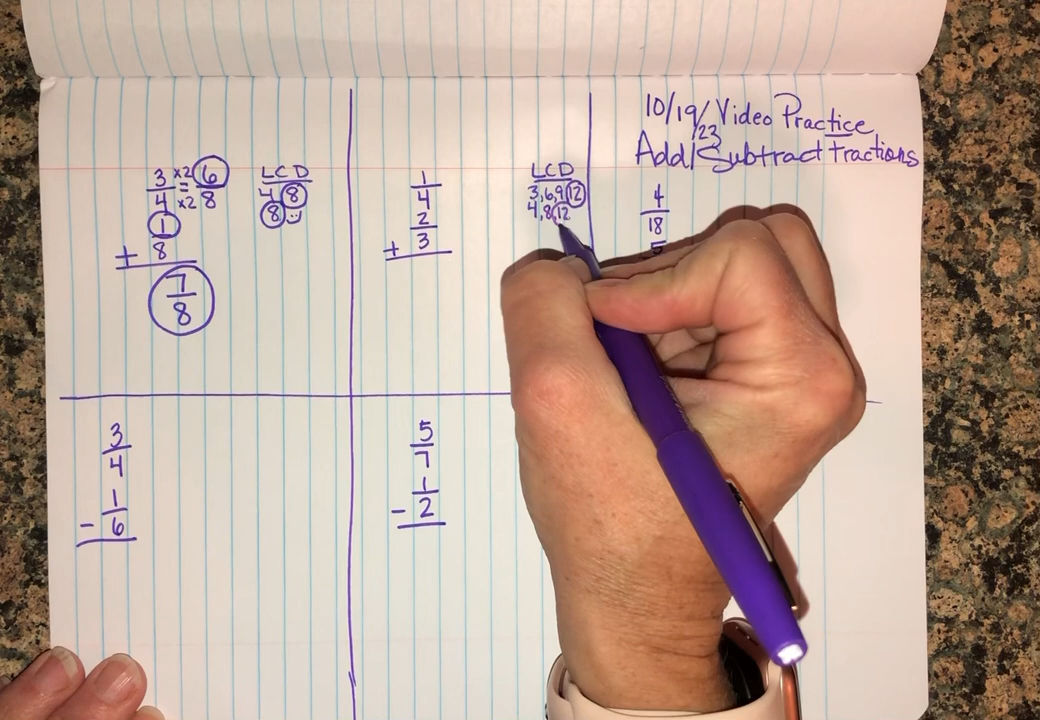 10/19/23 Video Practice
Add/Subtract Fractions
3/4 ×2 = ×2 6/8
+ 1/8
7/8
LCD
4 8
8
1/4
+ 2/3
LCD
3,6,9,12
4,8,12
4/18
5
3/4
- 1/6
5/7
- 1/2